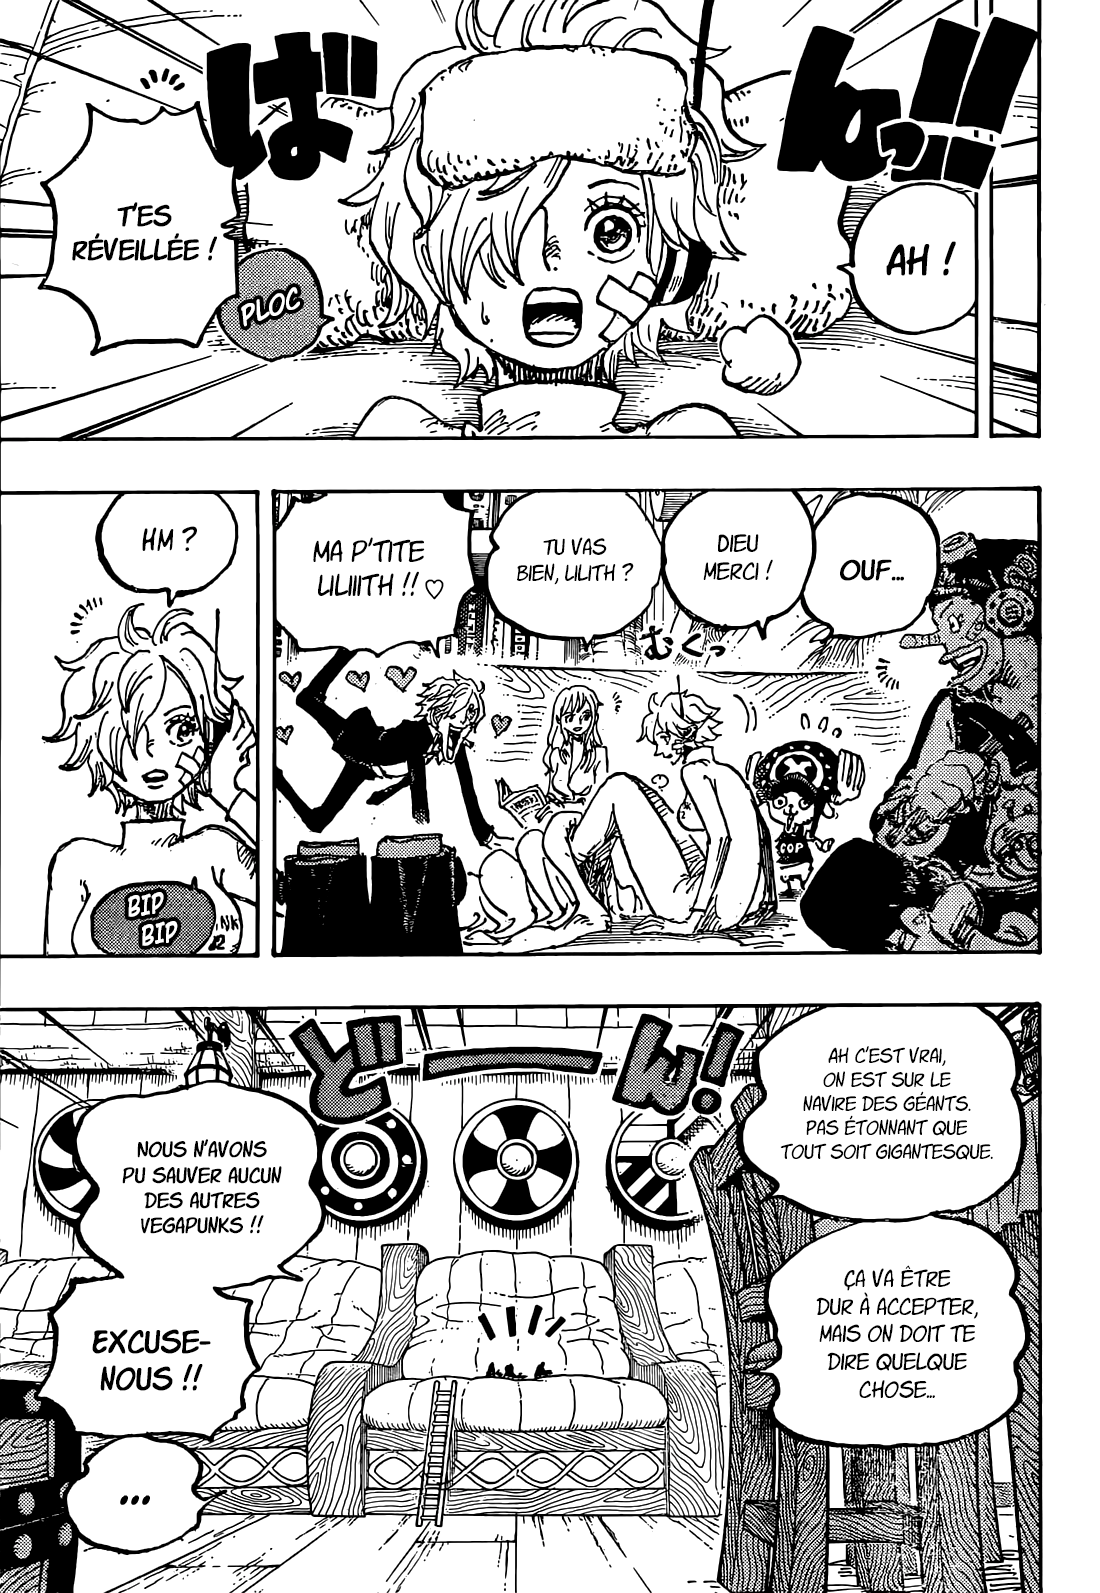 ばんっ!!
AH !
T'ES
RÉVEILLÉE !
PLOC
OUF...
DIEU
MERCI !
TU VAS
BIEN, LILITH ?
MA P'TITE
LILIIITH !! ♡
むくっ
COP
HM ?
BIP
BIP
どーん!
AH C'EST VRAI,
ON EST SUR LE
NAVIRE DES GÉANTS.
PAS ÉTONNANT QUE
TOUT SOIT GIGANTESQUE.
ÇA VA ÊTRE
DUR À ACCEPTER,
MAIS ON DOIT TE
DIRE QUELQUE
CHOSE...
NOUS N'AVONS
PU SAUVER AUCUN
DES AUTRES
VEGAPUNKS !!
EXCUSE-
NOUS !!
...